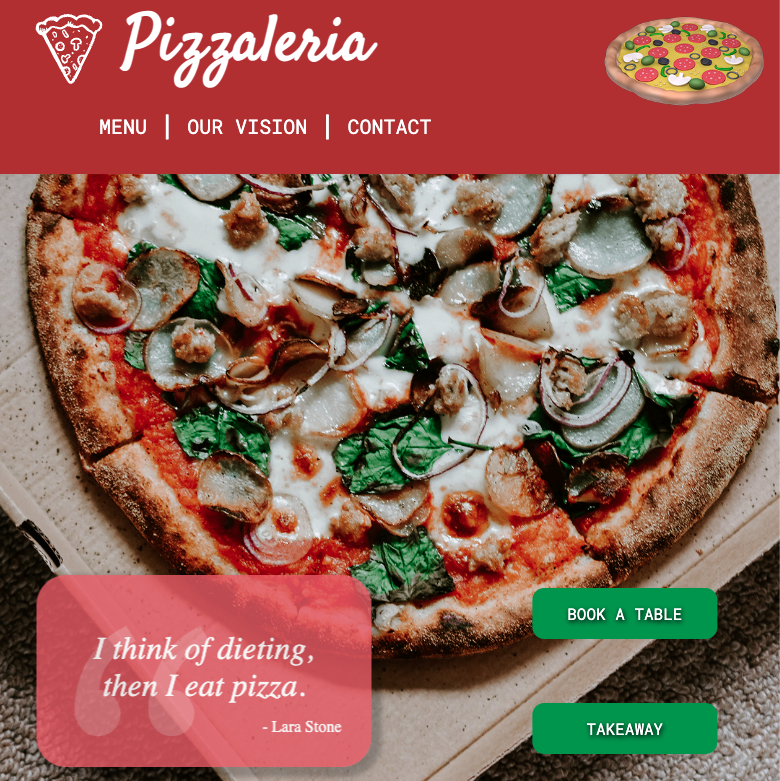 Pizzaleria
MENU | OUR VISION | CONTACT
I think of dieting,
then I eat pizza.
- Lara Stone
BOOK A TABLE
TAKEAWAY